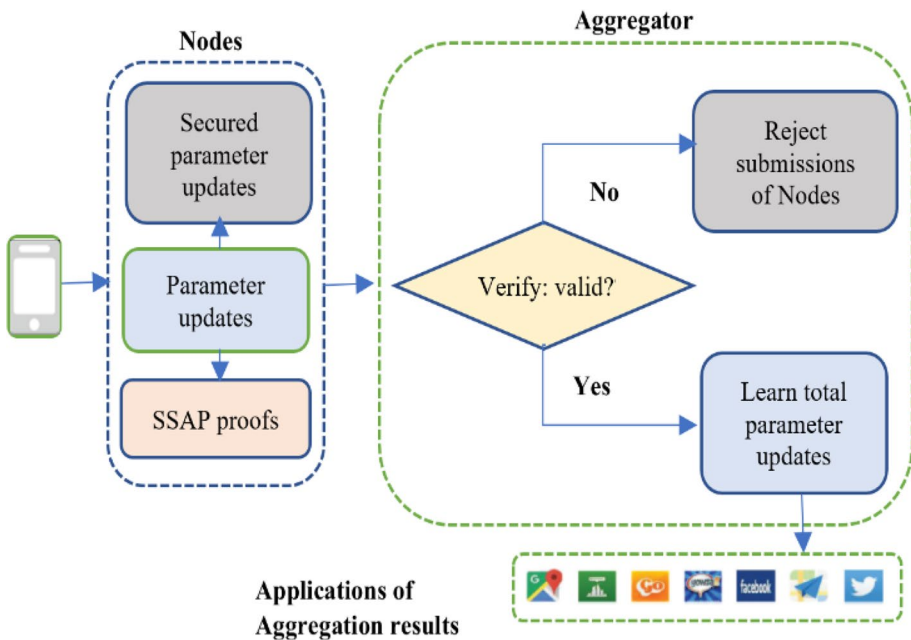 Nodes
Aggregator
Secured
parameter
updates
Parameter
updates
SSAP proofs
Verify: valid?
No
Yes
Reject
submissions
of Nodes
Learn total
parameter
updates
Applications of
Aggregation results
G
Go
facebook